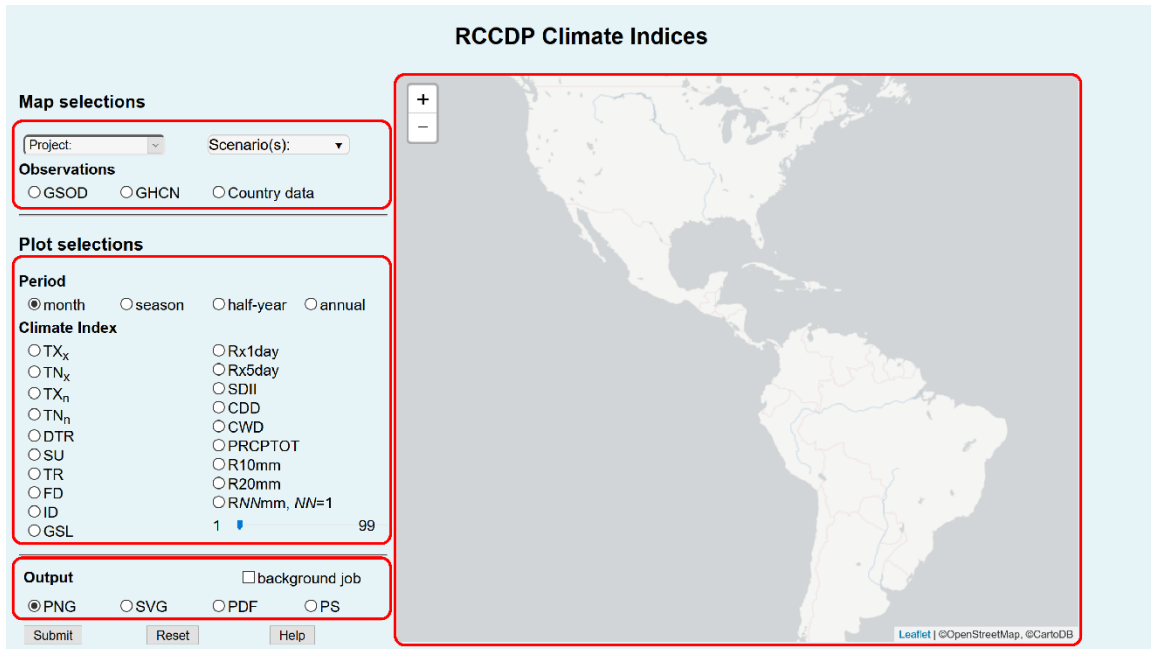 RCCDP Climate Indices
Map selections
Project:
Scenario(s):
Observations
GSOD GHCN Country data
Plot selections
Period
month season half-year annual
Climate Index
TXx
TNx
TXn
TNn
DTR
SU
TR
FD
ID
GSL
Rx1day
Rx5day
SDII
CDD
CWD
PRCPTOT
R10mm
R20mm
RNNmm, NN=1
1 99
Output
background job
PNG SVG PDF PS
Submit Reset Help
+
−
Leaflet | ©OpenStreetMap, ©CartoDB